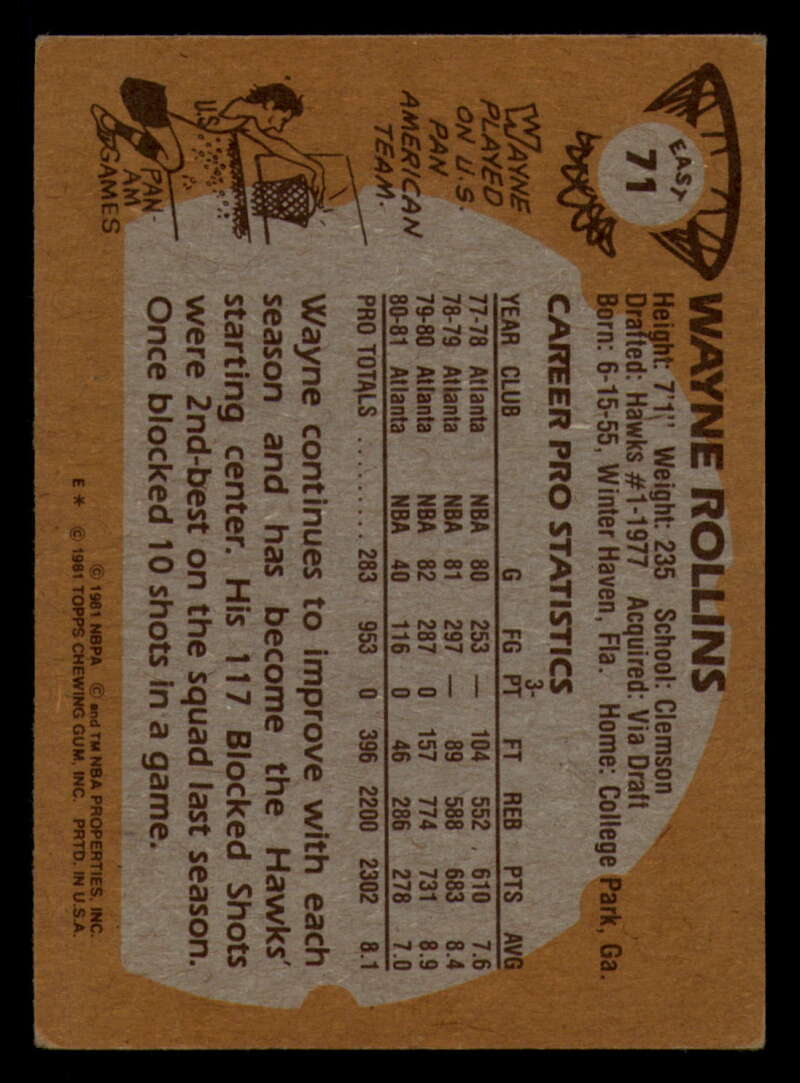 EAST
71
WAYNE ROLLINS
Height: 7'1" Weight: 235 School: Clemson
Drafted: Hawks #1-1977 Acquired: Via Draft
Born: 6-15-55, Winter Haven, Fla. Home: College Park, Ga.
CAREER PRO STATISTICS
3-
YEAR CLUB G FG PT FT REB PTS AVG
77-78 Atlanta NBA 80 253 — 104 552 610 7.6
78-79 Atlanta NBA 81 297 — 89 588 683 8.4
79-80 Atlanta NBA 82 287 0 157 774 731 8.9
80-81 Atlanta NBA 40 116 0 46 286 278 7.0
PRO TOTALS .......... 283 953 0 396 2200 2302 8.1
Wayne continues to improve with each
season and has become the Hawks'
starting center. His 117 Blocked Shots
were 2nd-best on the squad last season.
Once blocked 10 shots in a game.
WAYNE
PLAYED
ON U.S.
PAN
AMERICAN
TEAM.
U.S.
PAN-
AM
GAMES
© 1981 NBPA © and TM NBA PROPERTIES, INC.
E* © 1981 TOPPS CHEWING GUM, INC. PRTD. IN U.S.A.